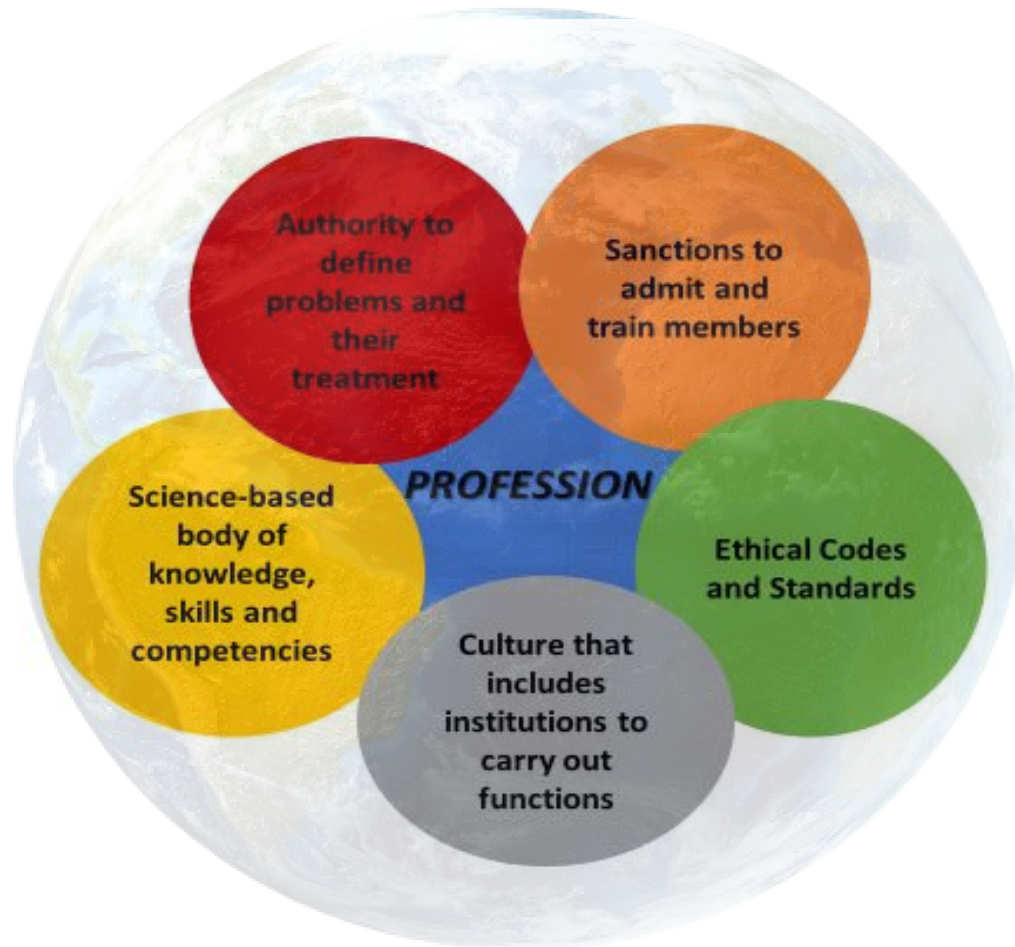 Authority to
define
problems and
their
treatment
Sanctions to
admit and
train members
PROFESSION
Science-based
body of
knowledge,
skills and
competencies
Ethical Codes
and Standards
Culture that
includes
institutions to
carry out
functions